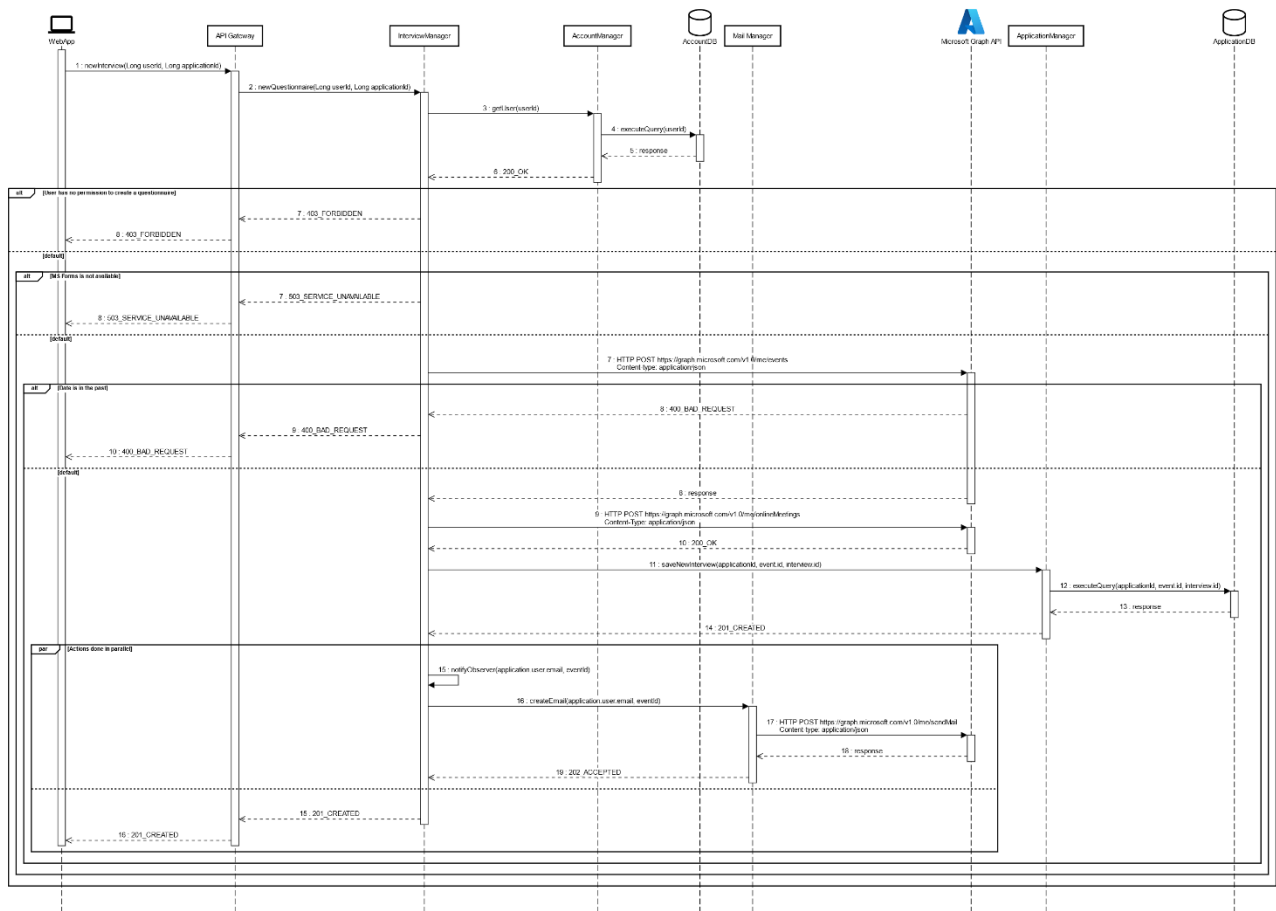 WebApp
API Gateway
InterviewManager
AccountManager
AccountDB
Mail Manager
Microsoft Graph API
ApplicationManager
ApplicationDB
1 : newInterview(Long userId, Long applicationId)
2 : newQuestionnaire(Long userId, Long applicationId)
3 : getUser(userId)
4 : executeQuery(userId)
5 : response
6 : 200_OK
alt
[User has no permission to create a questionnaire]
7 : 403_FORBIDDEN
8 : 403_FORBIDDEN
[default]
alt
[MS Forms is not available]
7 : 503_SERVICE_UNAVAILABLE
8 : 503_SERVICE_UNAVAILABLE
[default]
7 : HTTP POST https://graph.microsoft.com/v1.0/me/events
Content-type: application/json
alt
[Date is in the past]
8 : 400_BAD_REQUEST
9 : 400_BAD_REQUEST
10 : 400_BAD_REQUEST
[default]
8 : response
9 : HTTP POST https://graph.microsoft.com/v1.0/me/onlineMeetings
Content-Type: application/json
10 : 200_OK
11 : saveNewInterview(applicationId, event.id, interview.id)
12 : executeQuery(applicationId, event.id, interview.id)
13 : response
14 : 201_CREATED
par
[Actions done in parallel]
15 : notifyObserver(application.user.email, eventId)
16 : createEmail(application.user.email, eventId)
17 : HTTP POST https://graph.microsoft.com/v1.0/me/sendMail
Content type: application/json
18 : response
19 : 202_ACCEPTED
15 : 201_CREATED
16 : 201_CREATED